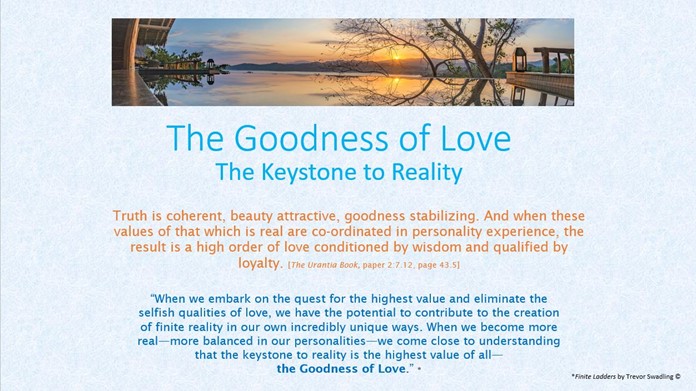 The Goodness of Love
The Keystone to Reality
Truth is coherent, beauty attractive, goodness stabilizing. And when these
values of that which is real are co-ordinated in personality experience, the
result is a high order of love conditioned by wisdom and qualified by
loyalty. [The Urantia Book, paper 2:7.12, page 43.5]
“When we embark on the quest for the highest value and eliminate the
selfish qualities of love, we have the potential to contribute to the creation
of finite reality in our own incredibly unique ways. When we become more
real—more balanced in our personalities—we come close to understanding
that the keystone to reality is the highest value of all—
the Goodness of Love.” *
*Finite Ladders by Trevor Swadling ©